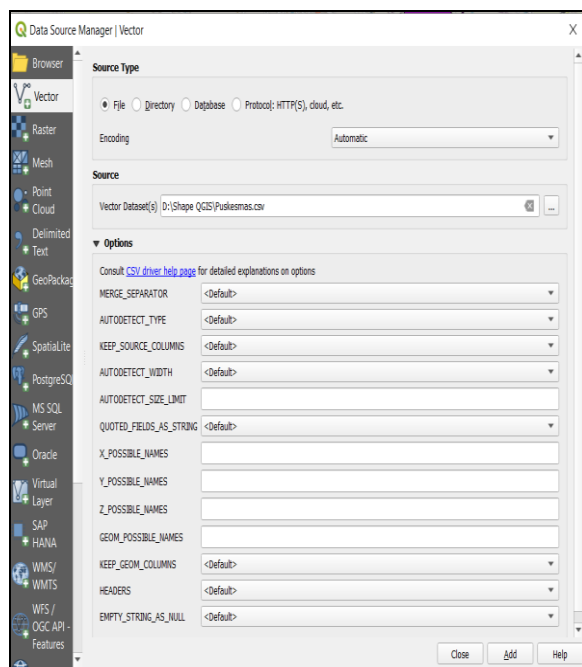 Data Source Manager | Vector
X
Browser
Vector
Raster
Mesh
Point
Cloud
Delimited
Text
GeoPackag
GPS
SpatiaLite
PostgreSQ
MS SQL
Server
Oracle
Virtual
Layer
SAP
HANA
WMS/
WMTS
WFS /
OGC API -
Features
Source Type
File Directory Database Protocol: HTTP(S), cloud, etc.
Encoding Automatic
Source
Vector Dataset(s) D:\Shape QGIS\Puskesmas.csv ...
Options
Consult CSV driver help page for detailed explanations on options
MERGE_SEPARATOR <Default>
AUTODETECT_TYPE <Default>
KEEP_SOURCE_COLUMNS <Default>
AUTODETECT_WIDTH <Default>
AUTODETECT_SIZE_LIMIT
QUOTED_FIELDS_AS_STRING <Default>
X_POSSIBLE_NAMES
Y_POSSIBLE_NAMES
Z_POSSIBLE_NAMES
GEOM_POSSIBLE_NAMES
KEEP_GEOM_COLUMNS <Default>
HEADERS <Default>
EMPTY_STRING_AS_NULL <Default>
Close Add Help